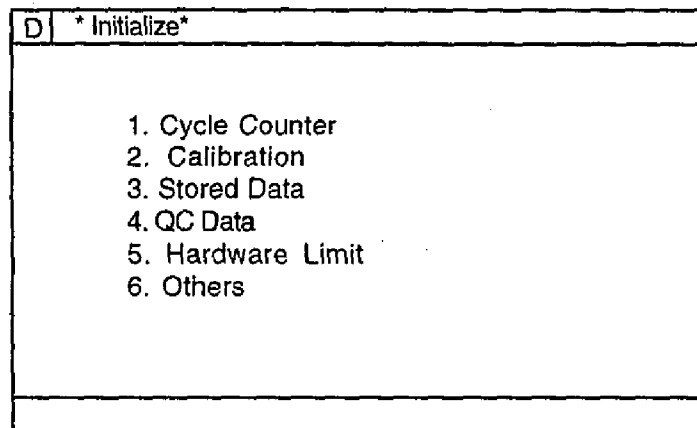 D * Initialize*
1. Cycle Counter
2. Calibration
3. Stored Data
4. QC Data
5. Hardware Limit
6. Others